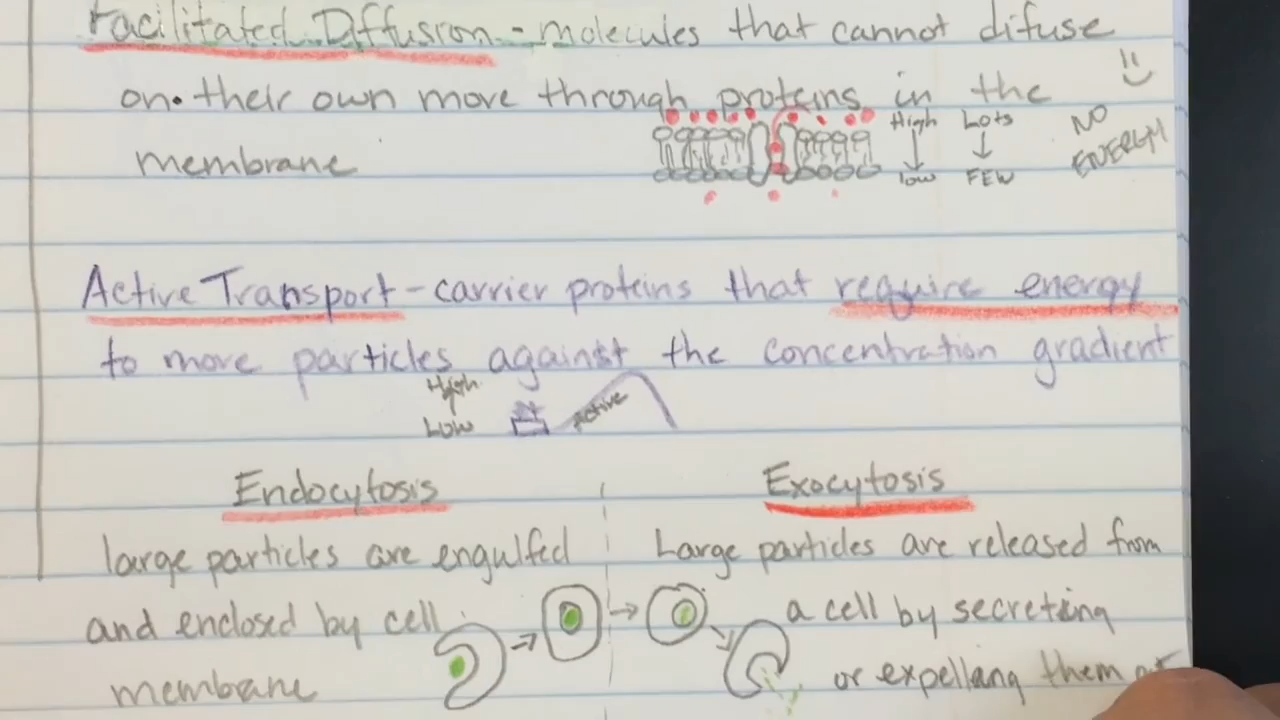 Facilitated Diffusion - molecules that cannot difuse
on their own more through proteins in the
membrane
High Lots
low FEW
NO
ENERGY
Active Transport - carrier proteins that require energy
to more particles against the concentration gradient
High
Low
Active
Endocytosis
large particles are engulfed
and enclosed by cell
membrane
Exocytosis
Large particles are released from
a cell by secreting
or expelling them